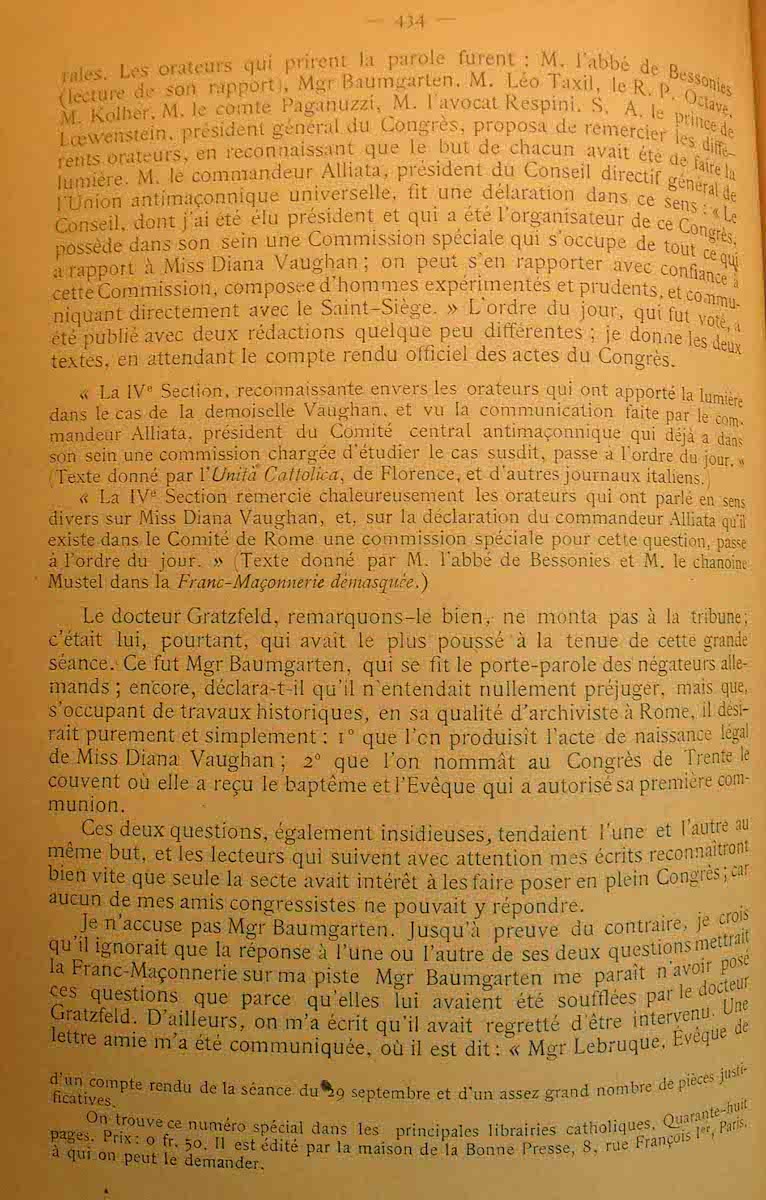 — 434 —
rales. Les orateurs qui prirent la parole furent : M. l'abbé de Bessonies
(lecture de son rapport), Mgr Baumgarten, M. Léo Taxil, le R. P. Octave,
M. Kolher, M. le comte Paganuzzi, M. l'avocat Respini. S. A. le prince de
Lœwenstein, président général du Congrès, proposa de remercier les diffé-
rents orateurs, en reconnaissant que le but de chacun avait été de faire la
lumière. M. le commandeur Alliata, président du Conseil directif général de
l'Union antimaçonnique universelle, fit une délaration dans ce sens : « Le
Conseil, dont j'ai été élu président et qui a été l'organisateur de ce Congrès,
possède dans son sein une Commission spéciale qui s'occupe de tout ce qui
a rapport à Miss Diana Vaughan ; on peut s'en rapporter avec confiance à
cette Commission, composée d'hommes expérimentés et prudents, et commu-
niquant directement avec le Saint-Siège. » L'ordre du jour, qui fut voté, a
été publié avec deux rédactions quelque peu différentes ; je donne les deux
textes, en attendant le compte rendu officiel des actes du Congrès.
« La IVe Section, reconnaissante envers les orateurs qui ont apporté la lumière
dans le cas de la demoiselle Vaughan, et vu la communication faite par le com-
mandeur Alliata, président du Comité central antimaçonnique qui déjà a dans
son sein une commission chargée d'étudier le cas susdit, passe à l'ordre du jour. »
(Texte donné par l'Unità Cattolica, de Florence, et d'autres journaux italiens.)
« La IVe Section remercie chaleureusement les orateurs qui ont parlé en sens
divers sur Miss Diana Vaughan, et, sur la déclaration du commandeur Alliata qu'il
existe dans le Comité de Rome une commission spéciale pour cette question, passe
à l'ordre du jour. » (Texte donné par M. l'abbé de Bessonies et M. le chanoine
Mustel dans la Franc-Maçonnerie démasquée.)
Le docteur Gratzfeld, remarquons-le bien, ne monta pas à la tribune ;
c'était lui, pourtant, qui avait le plus poussé à la tenue de cette grande
séance. Ce fut Mgr Baumgarten, qui se fit le porte-parole des négateurs alle-
mands ; encore, déclara-t-il qu'il n'entendait nullement préjuger, mais que,
s'occupant de travaux historiques, en sa qualité d'archiviste à Rome, il dési-
rait purement et simplement : 1° que l'on produisît l'acte de naissance légal
de Miss Diana Vaughan ; 2° que l'on nommât au Congrès de Trente le
couvent où elle a reçu le baptême et l'Evêque qui a autorisé sa première com-
munion.
Ces deux questions, également insidieuses, tendaient l'une et l'autre au
même but, et les lecteurs qui suivent avec attention mes écrits reconnaîtront
bien vite que seule la secte avait intérêt à les faire poser en plein Congrès ; car
aucun de mes amis congressistes ne pouvait y répondre.
Je n'accuse pas Mgr Baumgarten. Jusqu'à preuve du contraire, je crois
qu'il ignorait que la réponse à l'une ou l'autre de ses deux questions mettrait
la Franc-Maçonnerie sur ma piste Mgr Baumgarten me paraît n'avoir posé
ces questions que parce qu'elles lui avaient été soufflées par le docteur
Gratzfeld. D'ailleurs, on m'a écrit qu'il avait regretté d'être intervenu. Une
lettre amie m'a été communiquée, où il est dit : « Mgr Lebruque, Evêque de
d'un compte rendu de la séance du 29 septembre et d'un assez grand nombre de pièces justi-
ficatives.
On trouve ce numéro spécial dans les principales librairies catholiques. Quarante-huit
pages. Prix : 0 fr. 50. Il est édité par la maison de la Bonne Presse, 8, rue François Ier, Paris,
à qui on peut le demander.